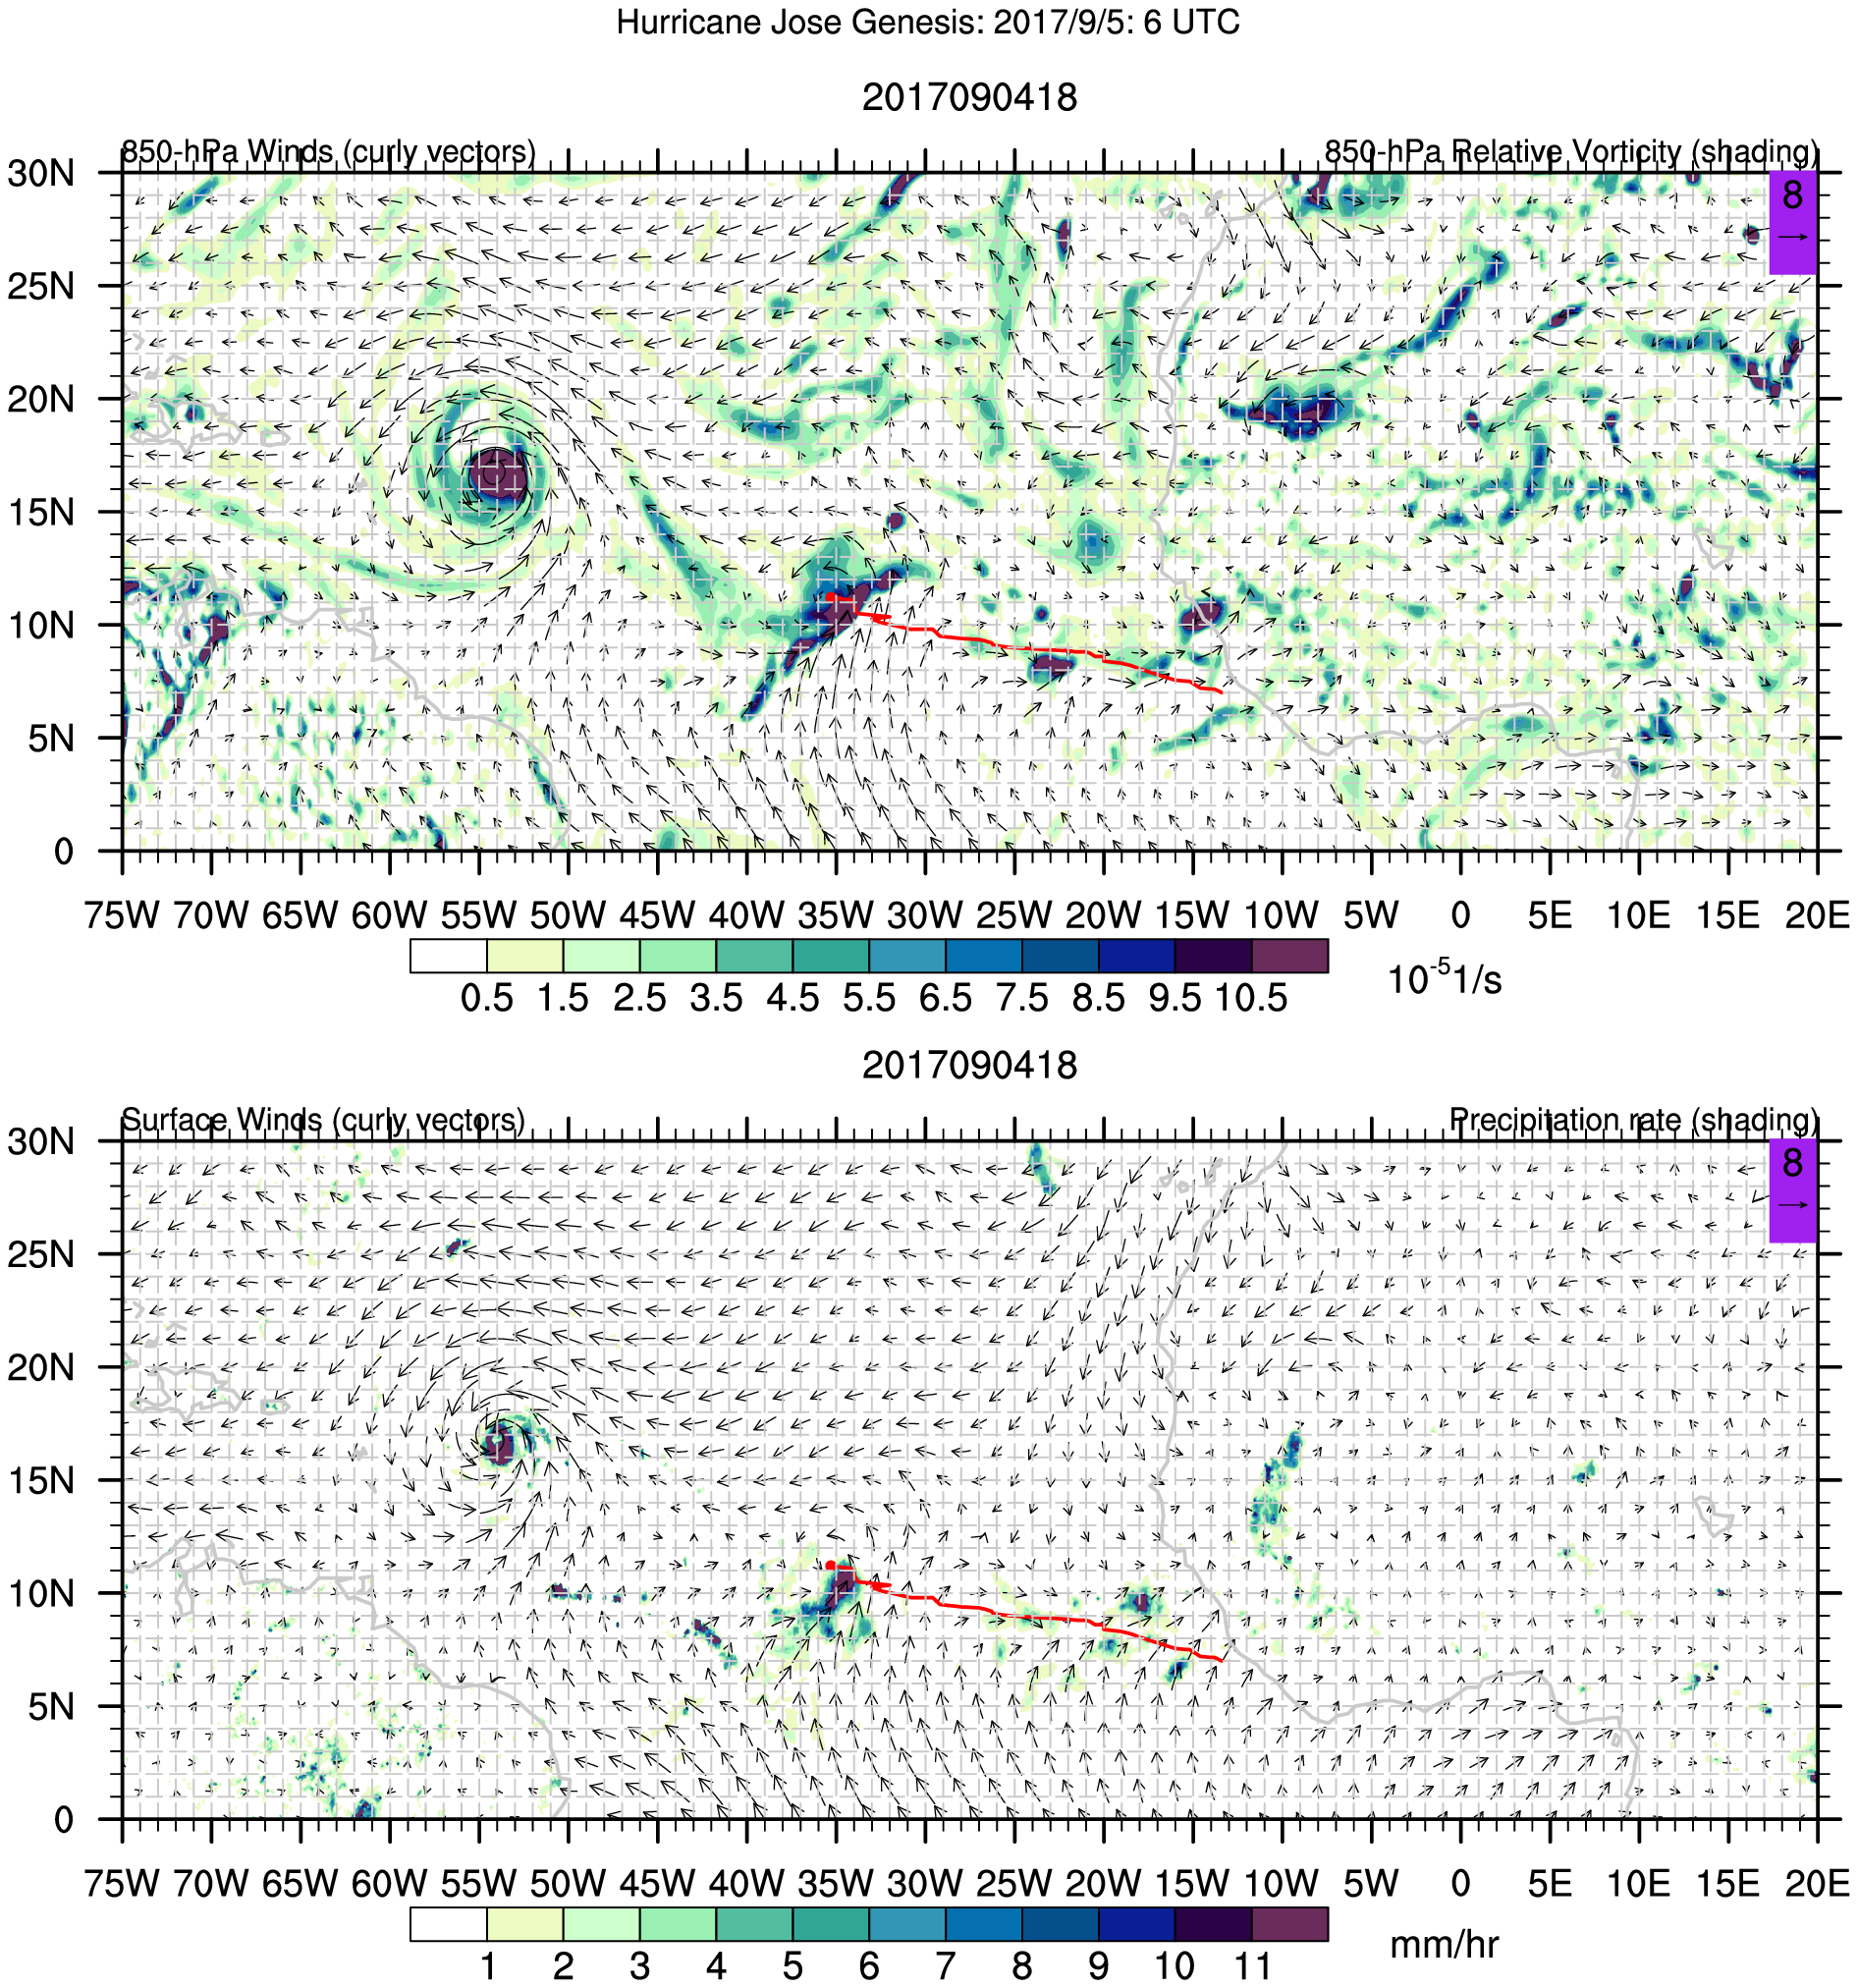 Hurricane Jose Genesis: 2017/9/5: 6 UTC
2017090418
850-hPa Winds (curly vectors) 850-hPa Relative Vorticity (shading)
30N
8
25N
20N
15N
10N
5N
0
75W 70W 65W 60W 55W 50W 45W 40W 35W 30W 25W 20W 15W 10W 5W 0 5E 10E 15E 20E
0.5 1.5 2.5 3.5 4.5 5.5 6.5 7.5 8.5 9.5 10.5
10⁻⁵1/s
2017090418
Surface Winds (curly vectors) Precipitation rate (shading)
30N
8
25N
20N
15N
10N
5N
0
75W 70W 65W 60W 55W 50W 45W 40W 35W 30W 25W 20W 15W 10W 5W 0 5E 10E 15E 20E
1 2 3 4 5 6 7 8 9 10 11
mm/hr